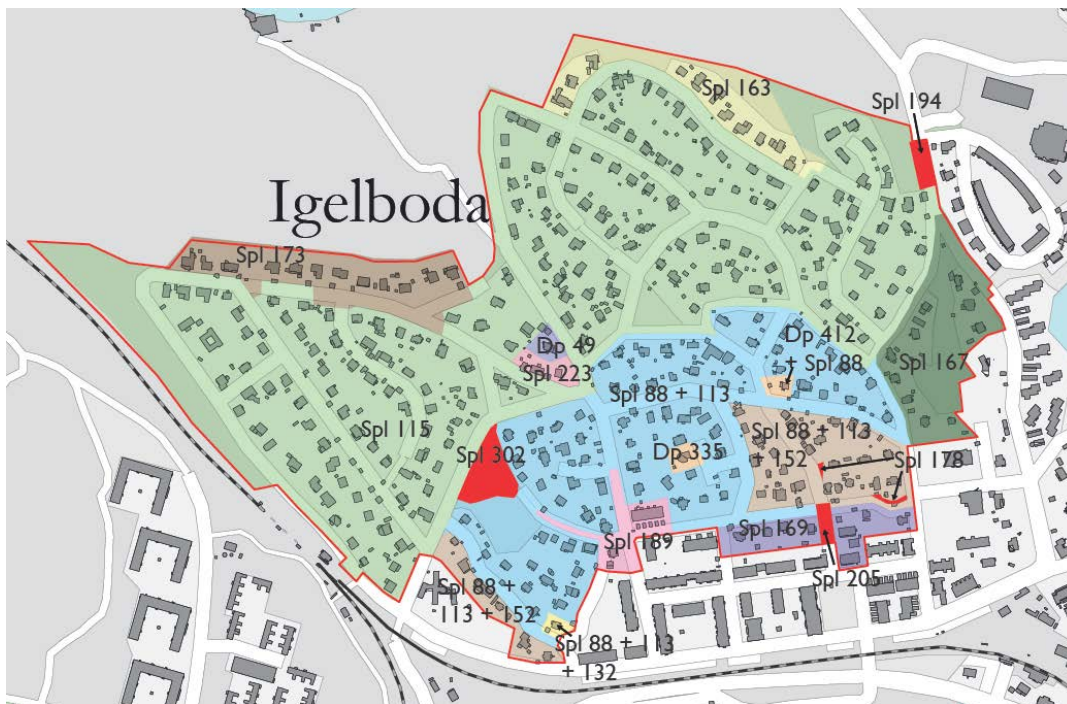 Spl 163
Spl 194
Igelboda
Spl 173
Dp 49
Spl 223
Dp 412
+ Spl 88
Spl 167
Spl 88 + 113
Spl 115
Spl 302
Dp 335
Spl 88 + 113
+ 152
Spl 178
Spl 169
Spl 189
Spl 205
Spl 88 +
113 + 152
Spl 88 + 113
+ 132